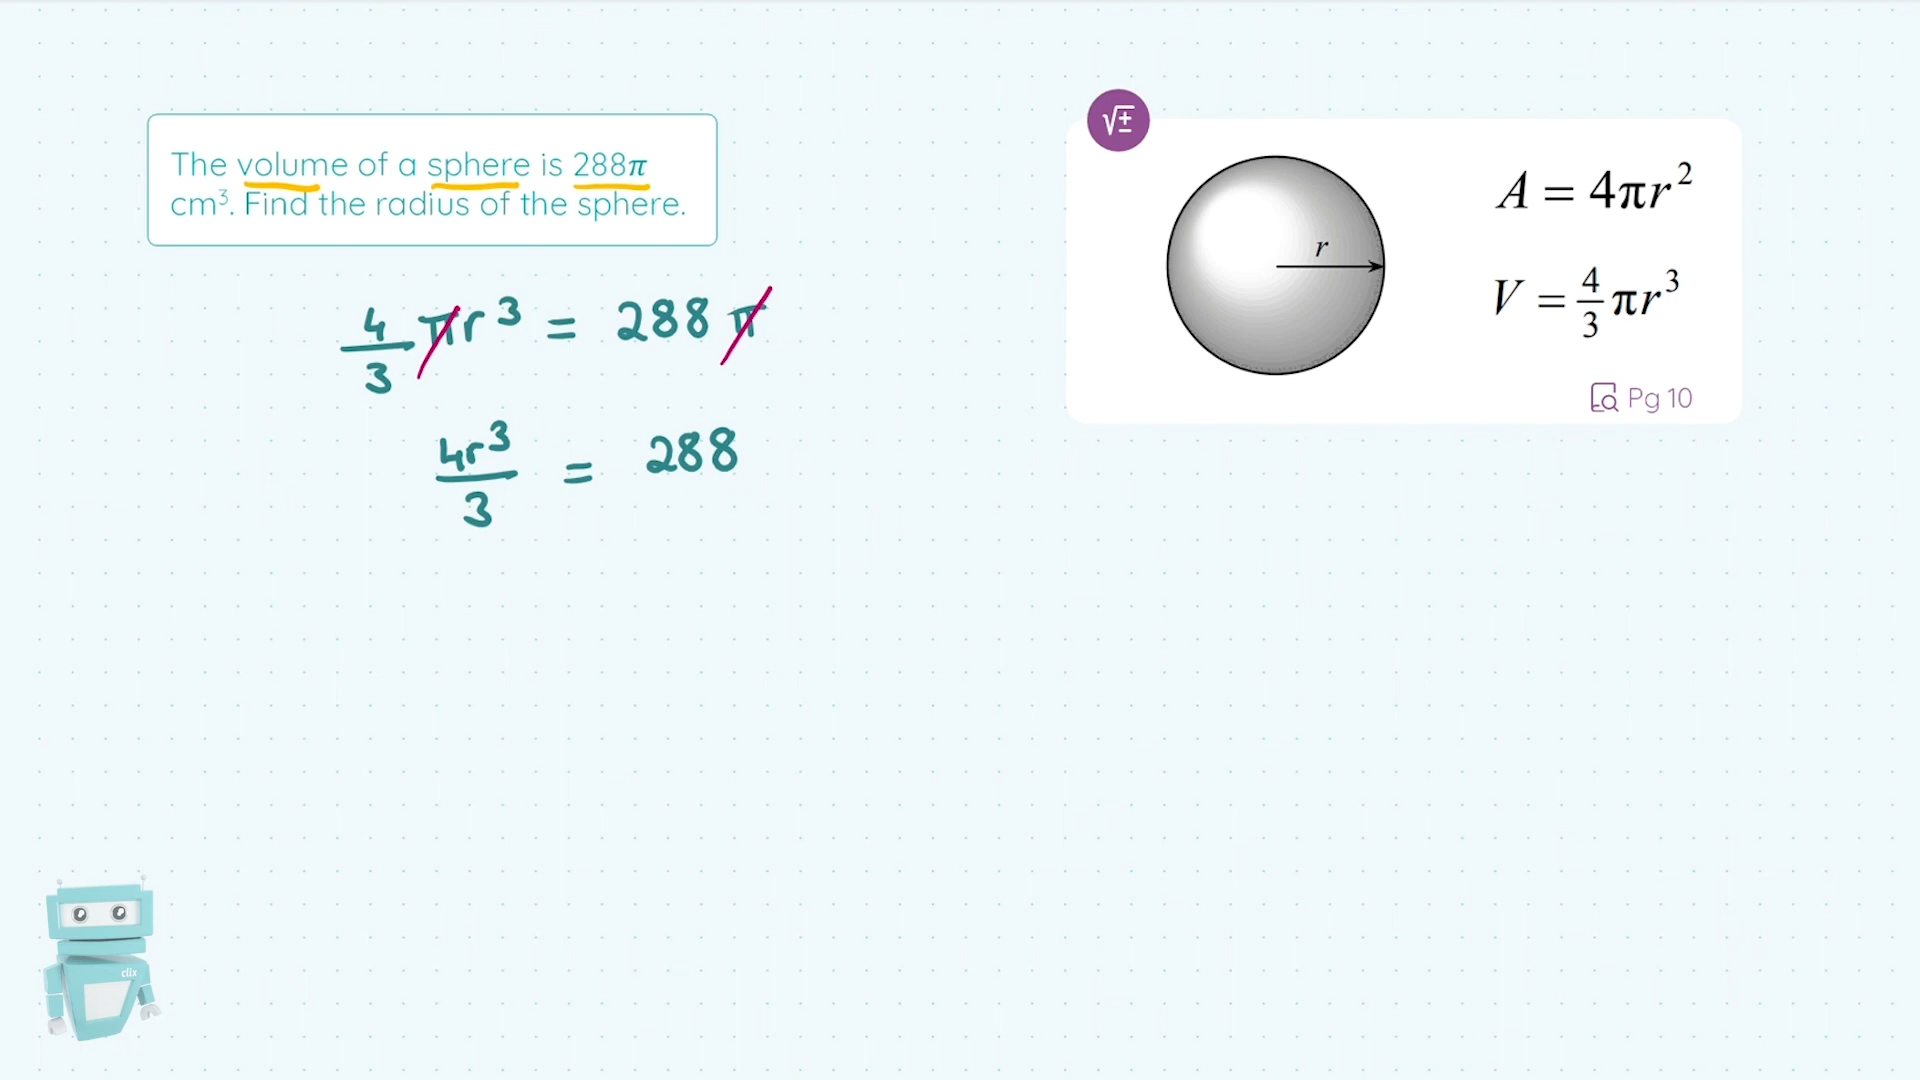 The volume of a sphere is 288π
cm³. Find the radius of the sphere.
4/3 πr³ = 288π
4r³/3 = 288
√±
r
A = 4πr²
V = 4/3 πr³
Pg 10
clix